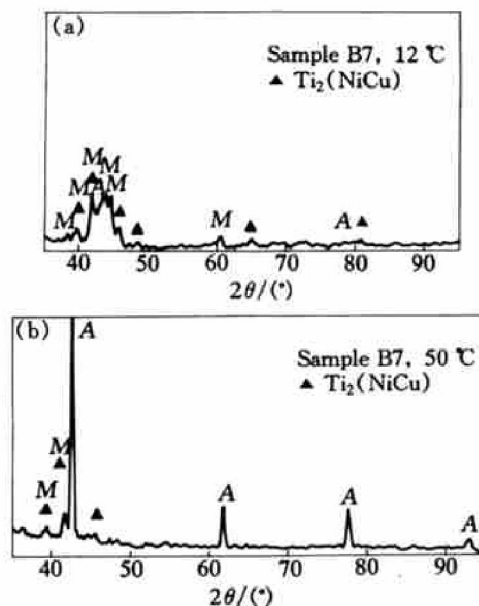 (a)
Sample B7, 12 ℃
▲ Ti₂(NiCu)
M M
M M M
M M A
40 50 60 70 80 90
2θ/(°)
(b)
A
Sample B7, 50 ℃
▲ Ti₂(NiCu)
M
M A A A
40 50 60 70 80 90
2θ/(°)